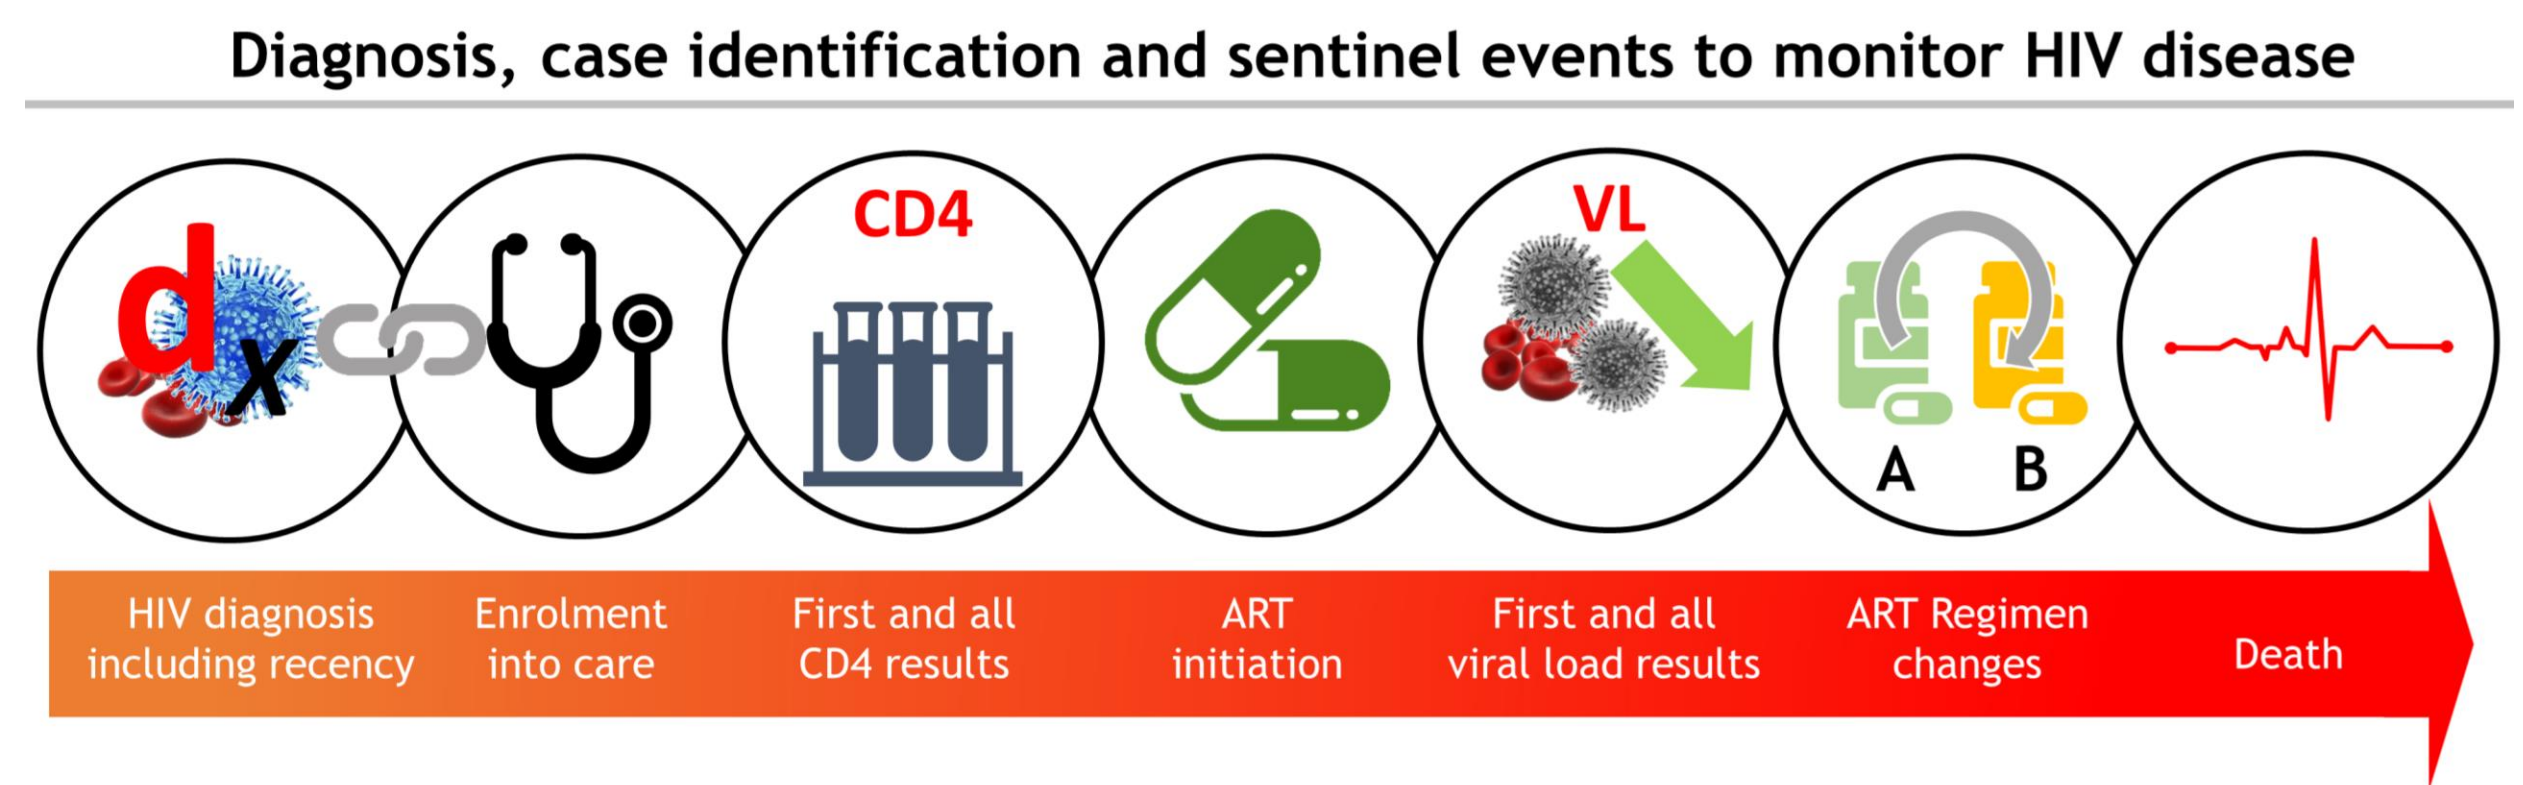 Diagnosis, case identification and sentinel events to monitor HIV disease
dx
CD4
VL
A B
HIV diagnosis
including recency
Enrolment
into care
First and all
CD4 results
ART
initiation
First and all
viral load results
ART Regimen
changes
Death